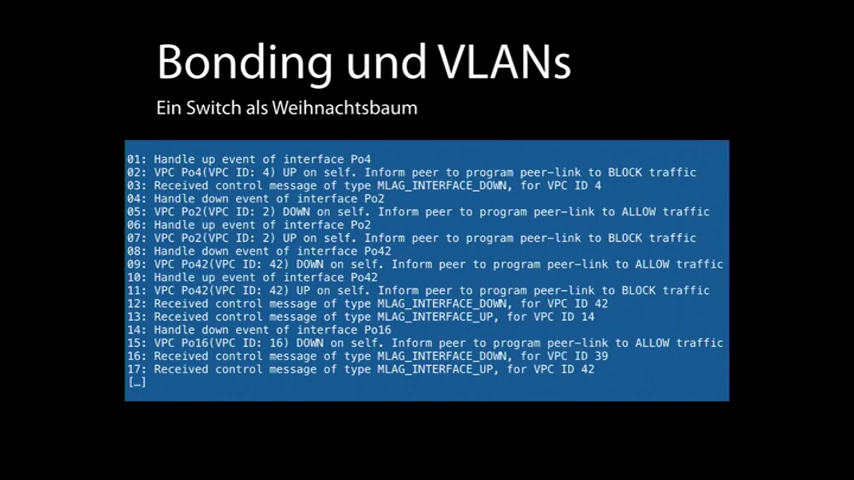 Bonding und VLANs
Ein Switch als Weihnachtsbaum
01: Handle up event of interface Po4
02: VPC Po4(VPC ID: 4) UP on self. Inform peer to program peer-link to BLOCK traffic
03: Received control message of type MLAG_INTERFACE_DOWN, for VPC ID 4
04: Handle down event of interface Po2
05: VPC Po2(VPC ID: 2) DOWN on self. Inform peer to program peer-link to ALLOW traffic
06: Handle up event of interface Po2
07: VPC Po2(VPC ID: 2) UP on self. Inform peer to program peer-link to BLOCK traffic
08: Handle down event of interface Po42
09: VPC Po42(VPC ID: 42) DOWN on self. Inform peer to program peer-link to ALLOW traffic
10: Handle up event of interface Po42
11: VPC Po42(VPC ID: 42) UP on self. Inform peer to program peer-link to BLOCK traffic
12: Received control message of type MLAG_INTERFACE_DOWN, for VPC ID 42
13: Received control message of type MLAG_INTERFACE_UP, for VPC ID 14
14: Handle down event of interface Po16
15: VPC Po16(VPC ID: 16) DOWN on self. Inform peer to program peer-link to ALLOW traffic
16: Received control message of type MLAG_INTERFACE_DOWN, for VPC ID 39
17: Received control message of type MLAG_INTERFACE_UP, for VPC ID 42
[…]